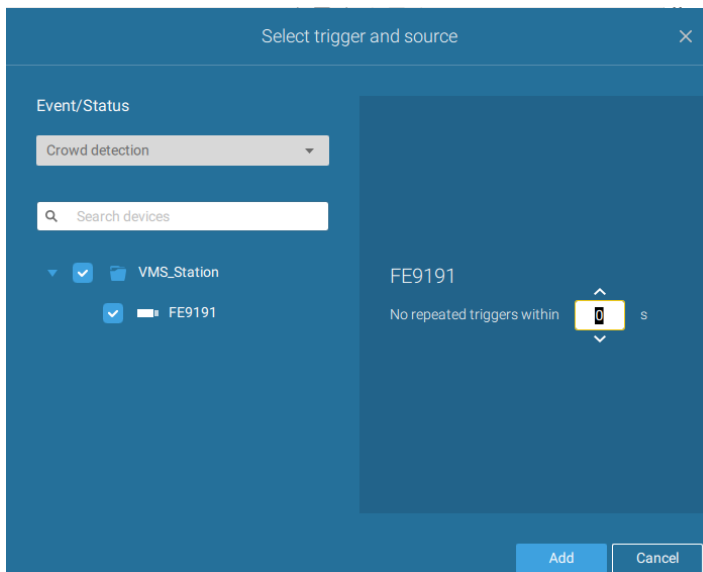 Select trigger and source
Event/Status
Crowd detection
Search devices
VMS_Station
FE9191
FE9191
No repeated triggers within 0 s
Add Cancel